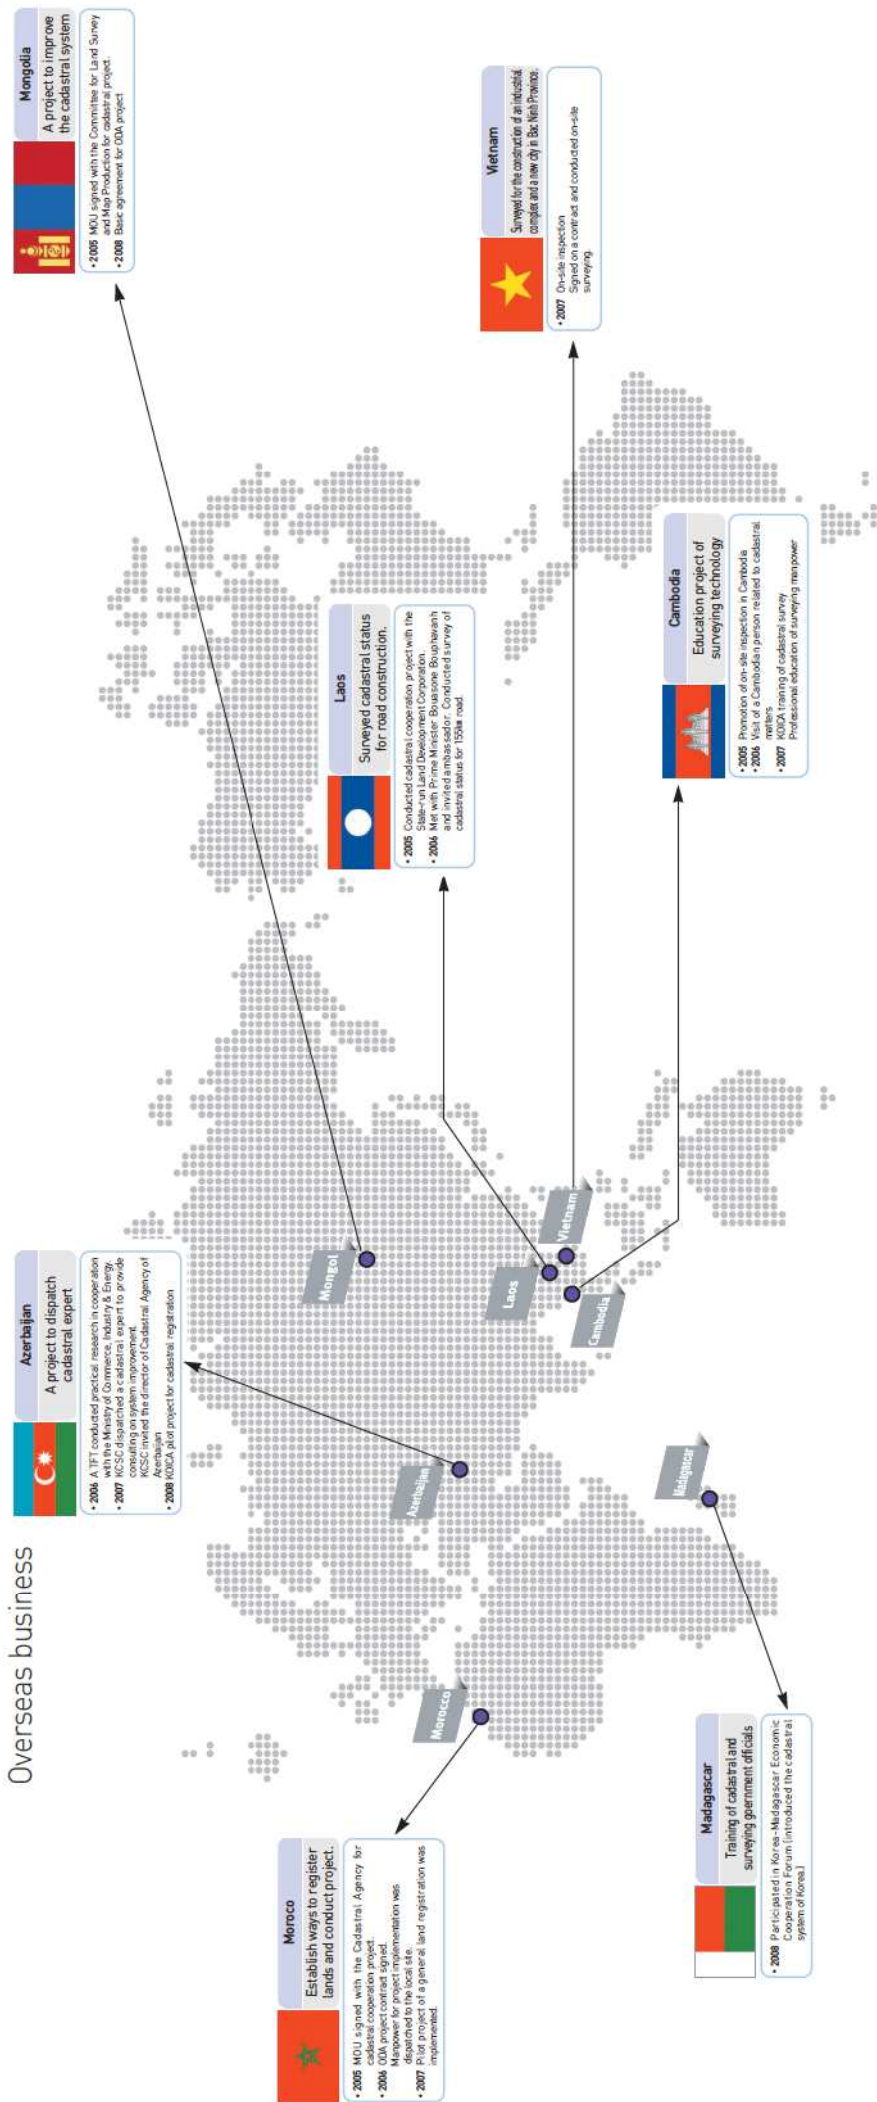 Overseas business
Azerbaijan
A project to dispatch
cadastral expert
• 2006 A TFT conducted practical research in cooperation
with the Ministry of Commerce, Industry & Energy.
• 2007 KCSC dispatched a cadastral expert to provide
consulting on system improvement
KCSC invited the director of Cadastral Agency of
Azerbaijan
• 2008 KOICA pilot project for cadastral registration
Mongolia
A project to improve
the cadastral system
• 2005 MOU signed with the Committee for Land Survey
and Map Production for cadastral project.
• 2008 Basic agreement for ODA project
Moroco
Establish ways to register
lands and conduct project.
• 2005 MOU signed with the Cadastral Agency for
cadastral cooperation project.
• 2006 ODA project contract signed.
Manpower for project implementation was
dispatched to the local site.
• 2007 Pilot project of a general land registration was
implemented.
Laos
Surveyed cadastral status
for road construction.
• 2005 Conducted cadastral cooperation project with the
State-run Land Development Corporation.
• 2006 Met with Prime Minister Bouasone Bouphavanh
and invited ambassador. Conducted survey of
cadastral status for 155km road.
Vietnam
Surveyed for the construction of an industrial
complex and a new city in Bac Ninh Province.
• 2007 On-site inspection
Signed on a contract and conducted on-site
surveying.
Cambodia
Education project of
surveying technology
• 2005 Promotion of on-site inspection in Cambodia
• 2006 Visit of a Cambodian person related to cadastral
matters
• 2007 KOICA training of cadastral survey
Professional education of surveying manpower
Madagascar
Training of cadastral and
surveying goernment officials
• 2008 Participated in Korea-Madagascar Economic
Cooperation Forum (introduced the cadastral
system of Korea.)
Morocco
Azerbaijan
Mongol
Laos
Vietnam
Cambodia
Madagascar